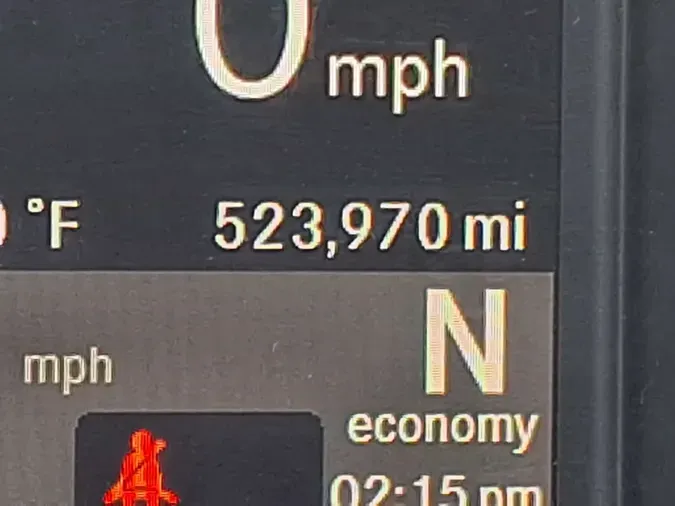 0 mph
°F 523,970 mi
mph
N
economy
02:15 pm